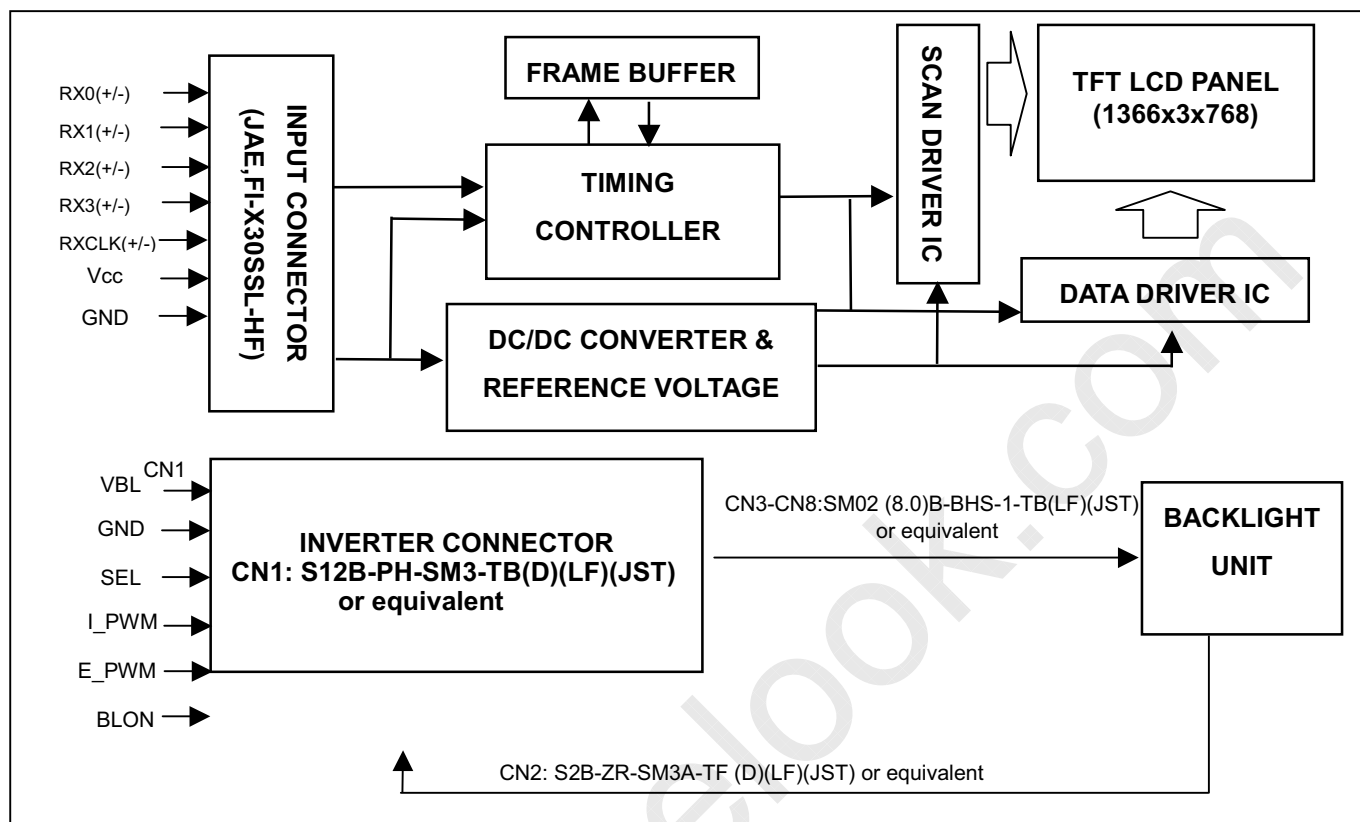 FRAME BUFFER
RX0(+/-)
RX1(+/-)
RX2(+/-)
RX3(+/-)
RXCLK(+/-)
Vcc
GND
INPUT CONNECTOR
(JAE,FI-X30SSL-HF)
TIMING
CONTROLLER
SCAN DRIVER IC
TFT LCD PANEL
(1366x3x768)
DATA DRIVER IC
DC/DC CONVERTER &
REFERENCE VOLTAGE
CN1
VBL
GND
SEL
I_PWM
E_PWM
BLON
INVERTER CONNECTOR
CN1: S12B-PH-SM3-TB(D)(LF)(JST)
or equivalent
CN3-CN8:SM02 (8.0)B-BHS-1-TB(LF)(JST)
or equivalent
BACKLIGHT
UNIT
CN2: S2B-ZR-SM3A-TF (D)(LF)(JST) or equivalent
elook.com